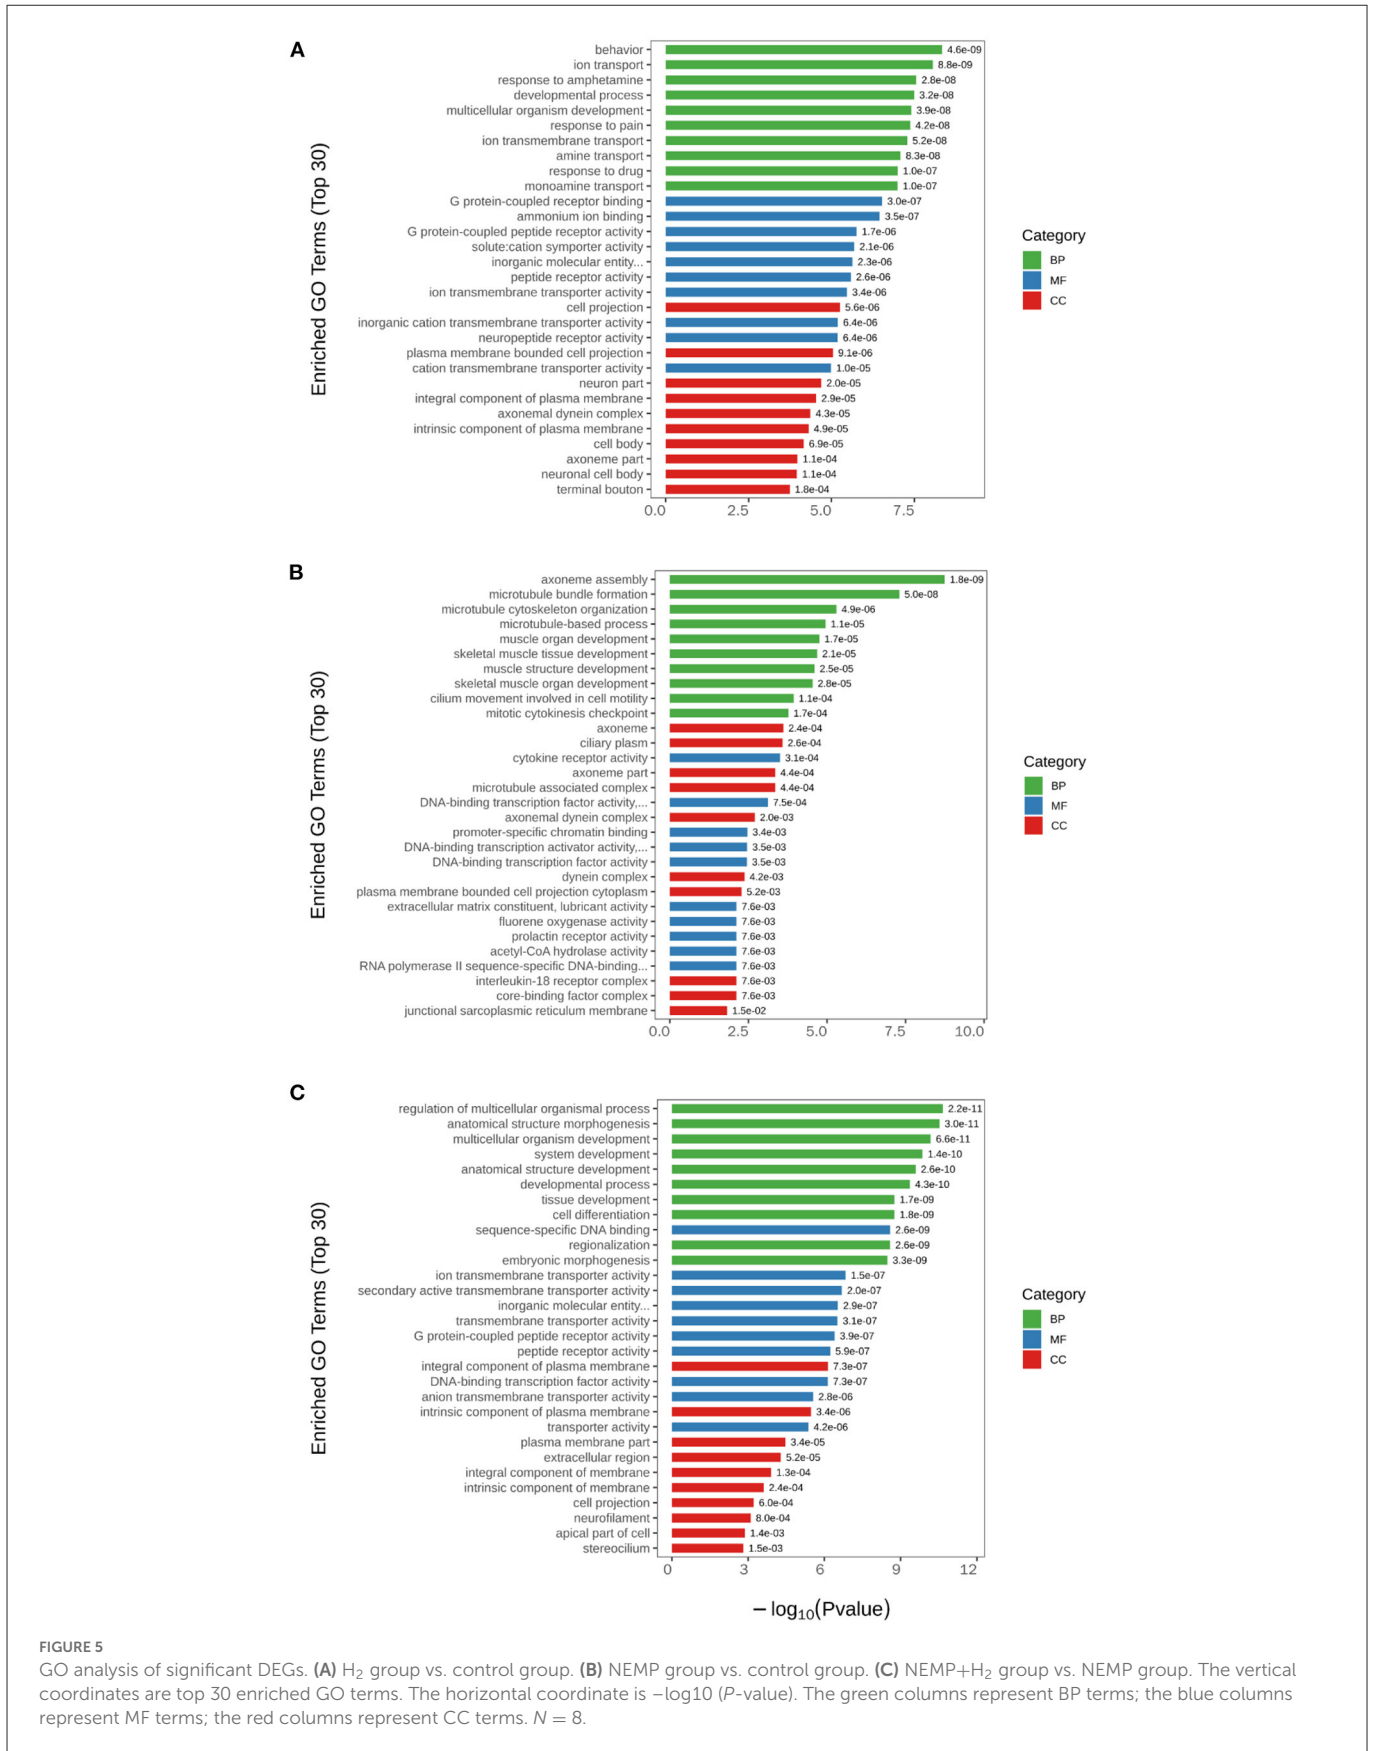 A
Enriched GO Terms (Top 30)
behavior 4.6e-09
ion transport 8.8e-09
response to amphetamine 2.8e-08
developmental process 3.2e-08
multicellular organism development 3.9e-08
response to pain 4.2e-08
ion transmembrane transport 5.2e-08
amine transport 8.3e-08
response to drug 1.0e-07
monoamine transport 1.0e-07
G protein-coupled receptor binding 3.0e-07
ammonium ion binding 3.5e-07
G protein-coupled peptide receptor activity 1.7e-06
solute:cation symporter activity 2.1e-06
inorganic molecular entity... 2.3e-06
peptide receptor activity 2.6e-06
ion transmembrane transporter activity 3.4e-06
cell projection 5.6e-06
inorganic cation transmembrane transporter activity 6.4e-06
neuropeptide receptor activity 6.4e-06
plasma membrane bounded cell projection 9.1e-06
cation transmembrane transporter activity 1.0e-05
neuron part 2.0e-05
integral component of plasma membrane 2.9e-05
axonemal dynein complex 4.3e-05
intrinsic component of plasma membrane 4.9e-05
cell body 6.9e-05
axoneme part 1.1e-04
neuronal cell body 1.1e-04
terminal bouton 1.8e-04
0.0 2.5 5.0 7.5
Category
BP
MF
CC
B
Enriched GO Terms (Top 30)
axoneme assembly 1.8e-09
microtubule bundle formation 5.0e-08
microtubule cytoskeleton organization 4.9e-06
microtubule-based process 1.1e-05
muscle organ development 1.7e-05
skeletal muscle tissue development 2.1e-05
muscle structure development 2.5e-05
skeletal muscle organ development 2.8e-05
cilium movement involved in cell motility 1.1e-04
mitotic cytokinesis checkpoint 1.7e-04
axoneme 2.4e-04
ciliary plasm 2.6e-04
cytokine receptor activity 3.1e-04
axoneme part 4.4e-04
microtubule associated complex 4.4e-04
DNA-binding transcription factor activity,... 7.5e-04
axonemal dynein complex 2.0e-03
promoter-specific chromatin binding 3.4e-03
DNA-binding transcription activator activity,... 3.5e-03
DNA-binding transcription factor activity 3.5e-03
dynein complex 4.2e-03
plasma membrane bounded cell projection cytoplasm 5.2e-03
extracellular matrix constituent, lubricant activity 7.6e-03
fluorene oxygenase activity 7.6e-03
prolactin receptor activity 7.6e-03
acetyl-CoA hydrolase activity 7.6e-03
RNA polymerase II sequence-specific DNA-binding... 7.6e-03
interleukin-18 receptor complex 7.6e-03
core-binding factor complex 7.6e-03
junctional sarcoplasmic reticulum membrane 1.5e-02
0.0 2.5 5.0 7.5 10.0
Category
BP
MF
CC
C
Enriched GO Terms (Top 30)
regulation of multicellular organismal process 2.2e-11
anatomical structure morphogenesis 3.0e-11
multicellular organism development 6.6e-11
system development 1.4e-10
anatomical structure development 2.6e-10
developmental process 4.3e-10
tissue development 1.7e-09
cell differentiation 1.8e-09
sequence-specific DNA binding 2.6e-09
regionalization 2.6e-09
embryonic morphogenesis 3.3e-09
ion transmembrane transporter activity 1.5e-07
secondary active transmembrane transporter activity 2.0e-07
inorganic molecular entity... 2.9e-07
transmembrane transporter activity 3.1e-07
G protein-coupled peptide receptor activity 3.9e-07
peptide receptor activity 5.9e-07
integral component of plasma membrane 7.3e-07
DNA-binding transcription factor activity 7.3e-07
anion transmembrane transporter activity 2.8e-06
intrinsic component of plasma membrane 3.4e-06
transporter activity 4.2e-06
plasma membrane part 3.4e-05
extracellular region 5.2e-05
integral component of membrane 1.3e-04
intrinsic component of membrane 2.4e-04
cell projection 6.0e-04
neurofilament 8.0e-04
apical part of cell 1.4e-03
stereocilium 1.5e-03
0 3 6 9 12
Category
BP
MF
CC
− log10(Pvalue)
FIGURE 5
GO analysis of significant DEGs. (A) H2 group vs. control group. (B) NEMP group vs. control group. (C) NEMP+H2 group vs. NEMP group. The vertical
coordinates are top 30 enriched GO terms. The horizontal coordinate is −log10 (P-value). The green columns represent BP terms; the blue columns
represent MF terms; the red columns represent CC terms. N = 8.